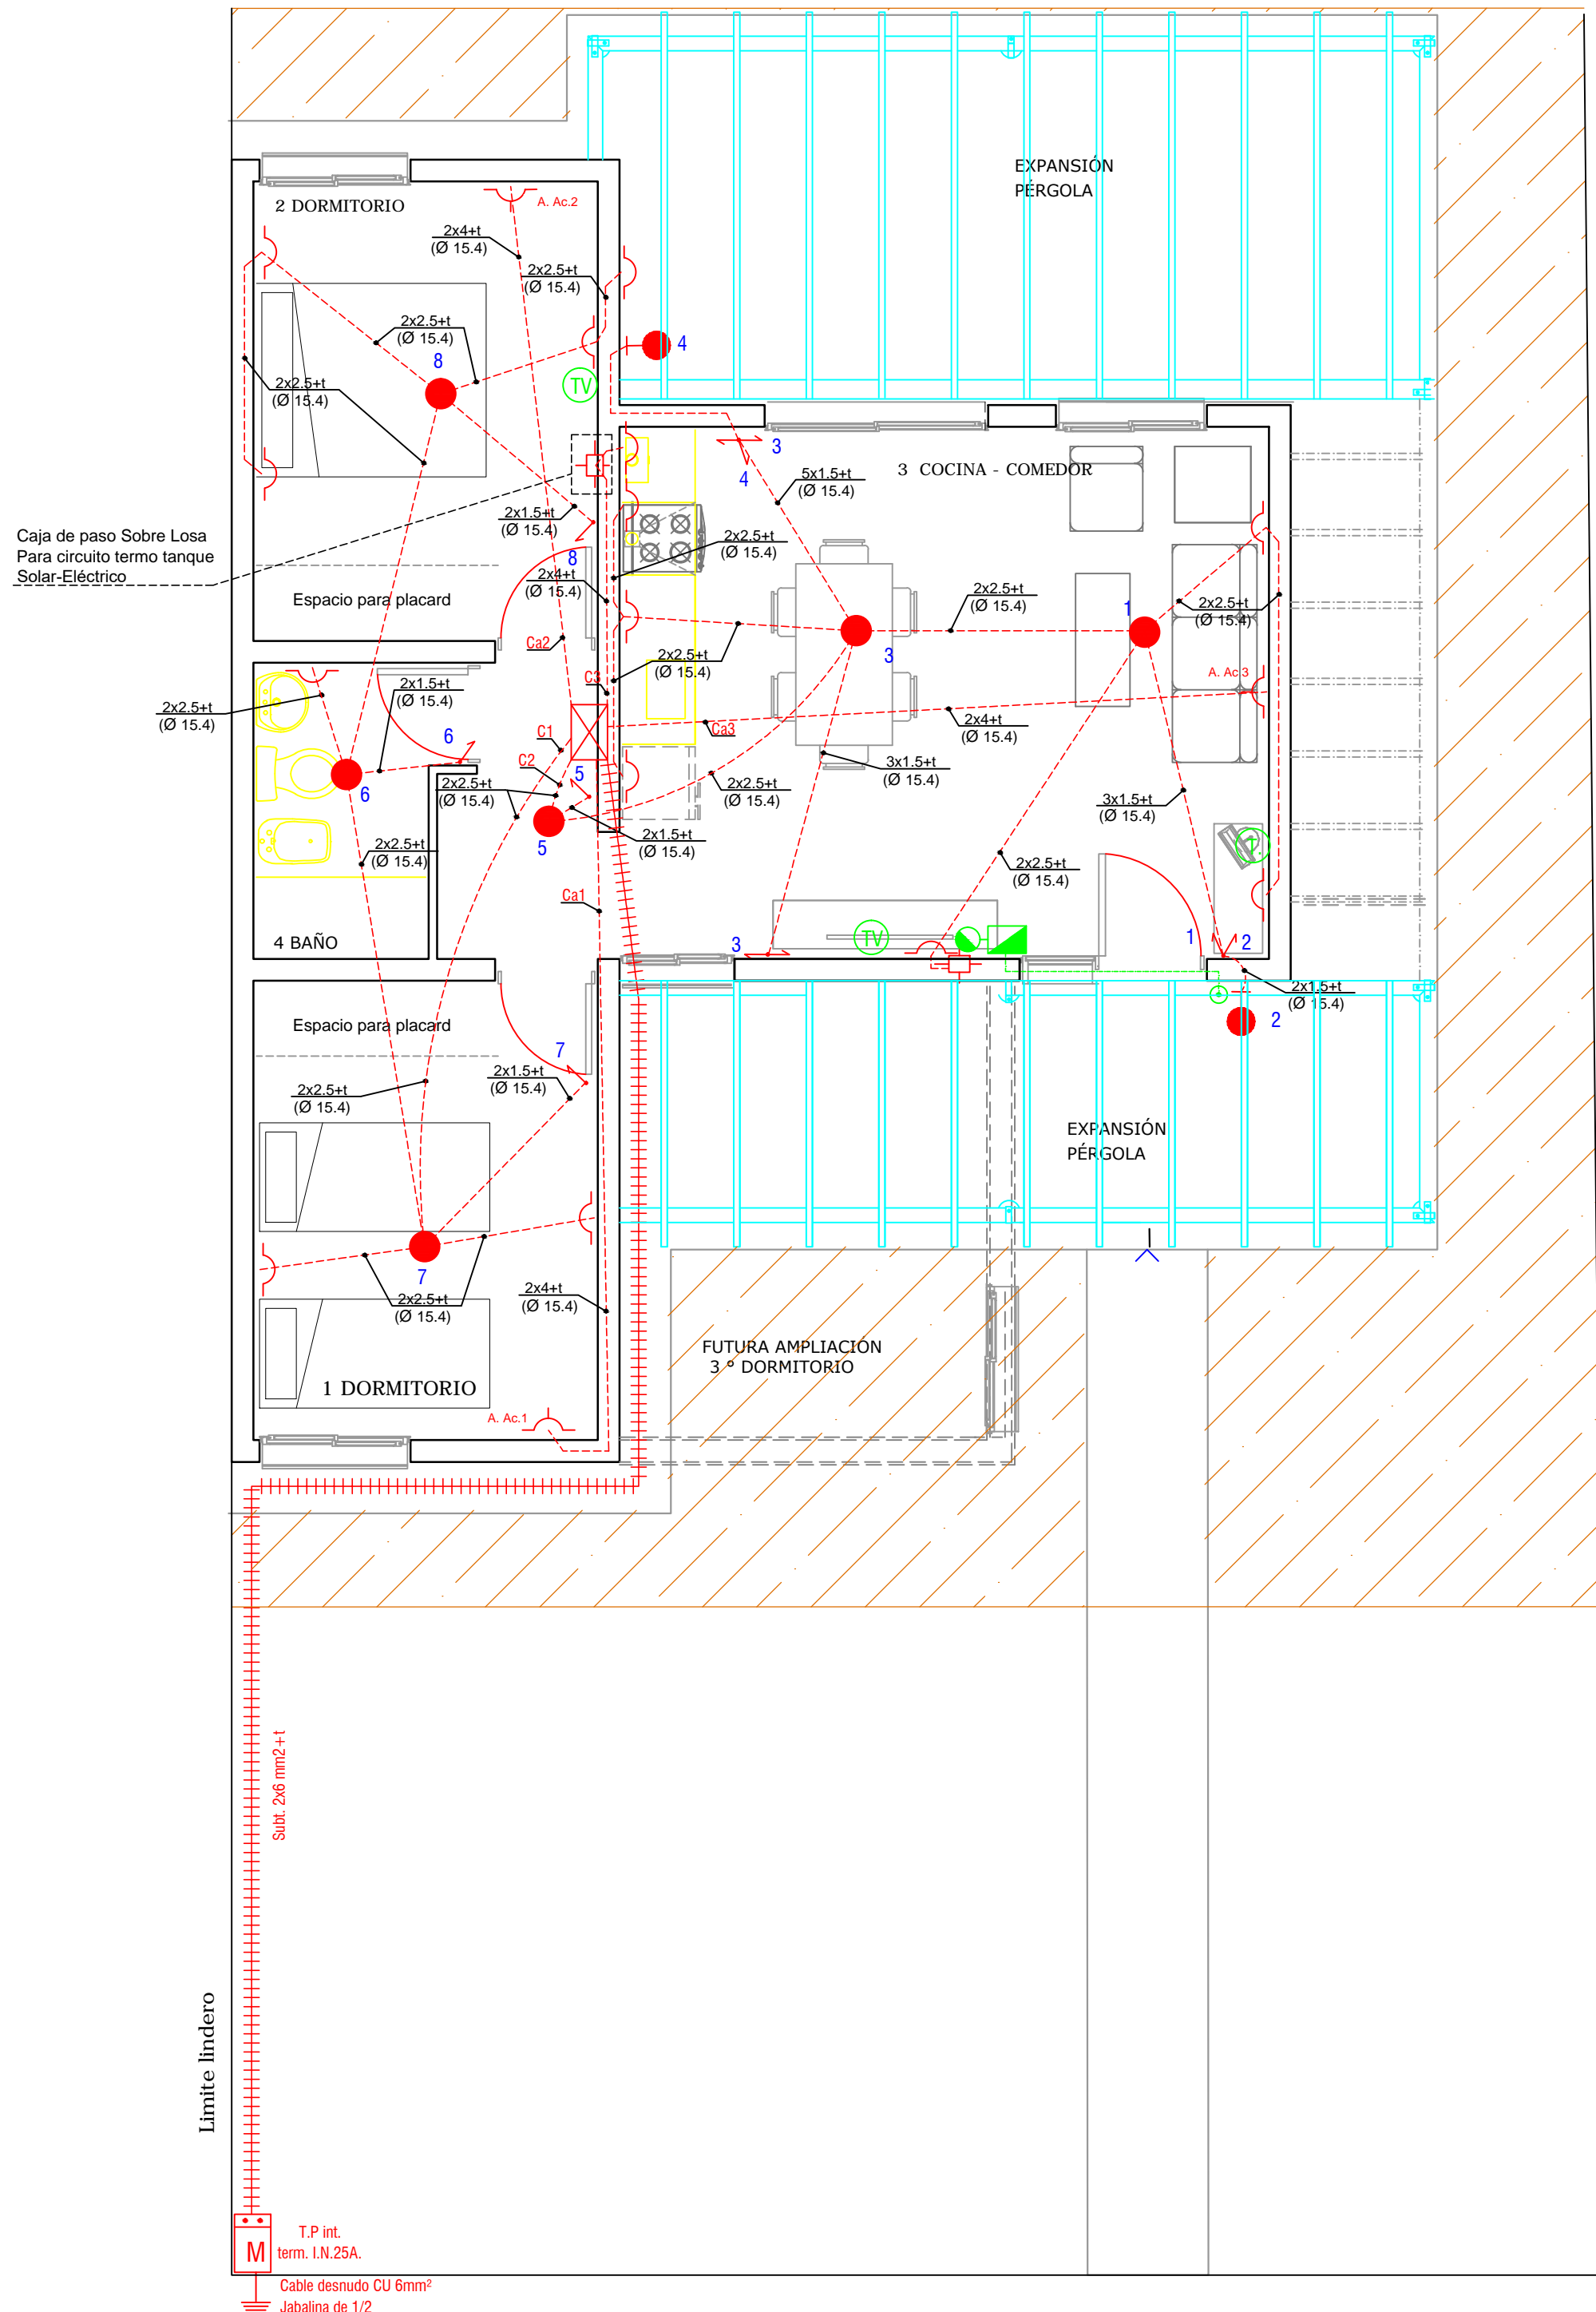 EXPANSIÓN
PÉRGOLA
2 DORMITORIO
A. Ac.2
2x4+t
(Ø 15.4)
2x2.5+t
(Ø 15.4)
2x2.5+t
(Ø 15.4)
8
4
TV
2x2.5+t
(Ø 15.4)
3
4
3 COCINA - COMEDOR
5x1.5+t
(Ø 15.4)
Caja de paso Sobre Losa
Para circuito termo tanque
Solar-Eléctrico
2x1.5+t
(Ø 15.4)
8
2x2.5+t
(Ø 15.4)
2x4+t
(Ø 15.4)
Espacio para placard
2x2.5+t
(Ø 15.4)
1
2x2.5+t
(Ø 15.4)
Ca2
3
2x2.5+t
(Ø 15.4)
C3
A. Ac.3
2x1.5+t
(Ø 15.4)
2x2.5+t
(Ø 15.4)
Ca3
2x4+t
(Ø 15.4)
C1
6
C2
5
3x1.5+t
(Ø 15.4)
2x2.5+t
(Ø 15.4)
2x2.5+t
(Ø 15.4)
6
3x1.5+t
(Ø 15.4)
5
2x1.5+t
(Ø 15.4)
2x2.5+t
(Ø 15.4)
T.
2x2.5+t
(Ø 15.4)
Ca1
4 BAÑO
3
TV
1
2
2x1.5+t
(Ø 15.4)
2
Espacio para placard
7
2x1.5+t
(Ø 15.4)
2x2.5+t
(Ø 15.4)
EXPANSIÓN
PÉRGOLA
7
2x2.5+t
(Ø 15.4)
2x4+t
(Ø 15.4)
FUTURA AMPLIACIÓN
3 º DORMITORIO
1 DORMITORIO
A. Ac.1
Subt. 2x6 mm2+t
Limite lindero
M
T.P int.
term. I.N.25A.
Cable desnudo CU 6mm²
Jabalina de 1/2